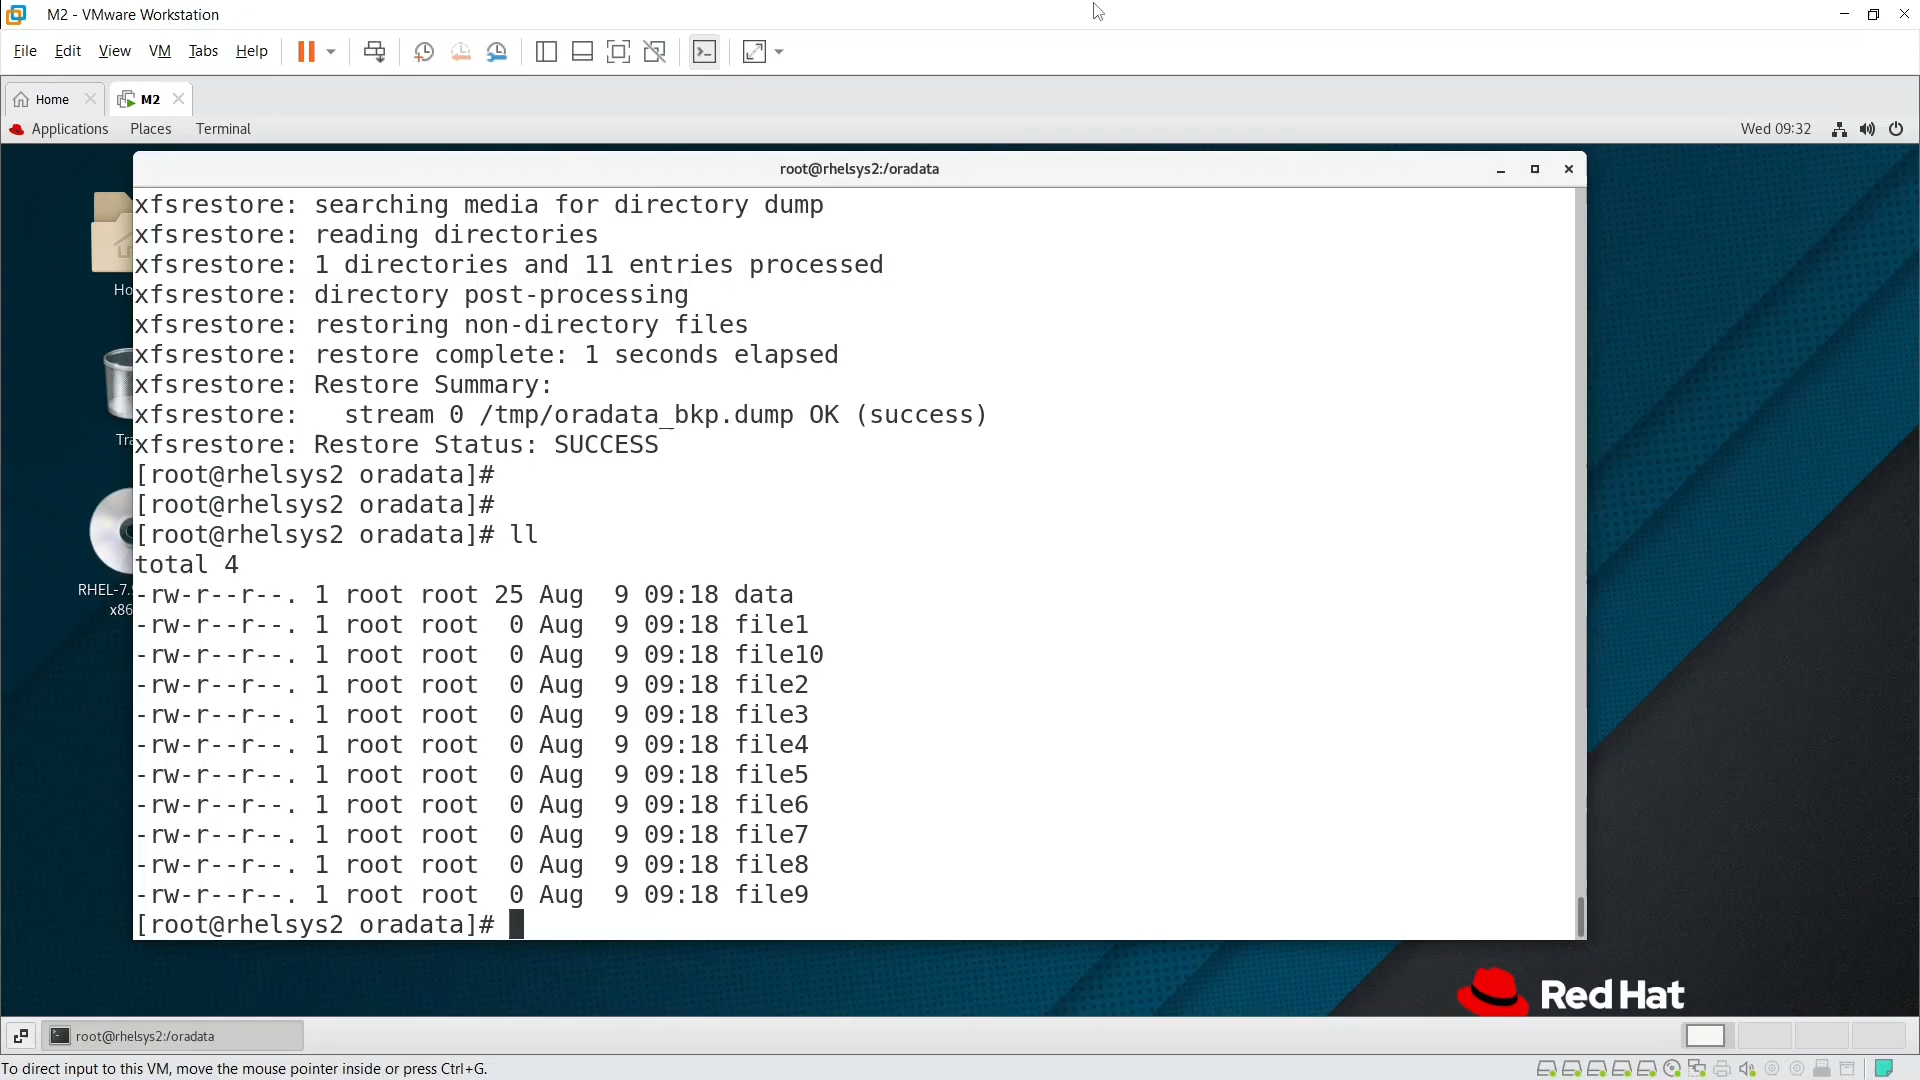 M2 - VMware Workstation
File Edit View VM Tabs Help
Home M2
Applications Places Terminal Wed 09:32
root@rhelsys2:/oradata
xfsrestore: searching media for directory dump
xfsrestore: reading directories
xfsrestore: 1 directories and 11 entries processed
xfsrestore: directory post-processing
xfsrestore: restoring non-directory files
xfsrestore: restore complete: 1 seconds elapsed
xfsrestore: Restore Summary:
xfsrestore:   stream 0 /tmp/oradata_bkp.dump OK (success)
xfsrestore: Restore Status: SUCCESS
[root@rhelsys2 oradata]#
[root@rhelsys2 oradata]#
[root@rhelsys2 oradata]# ll
total 4
-rw-r--r--. 1 root root 25 Aug  9 09:18 data
-rw-r--r--. 1 root root  0 Aug  9 09:18 file1
-rw-r--r--. 1 root root  0 Aug  9 09:18 file10
-rw-r--r--. 1 root root  0 Aug  9 09:18 file2
-rw-r--r--. 1 root root  0 Aug  9 09:18 file3
-rw-r--r--. 1 root root  0 Aug  9 09:18 file4
-rw-r--r--. 1 root root  0 Aug  9 09:18 file5
-rw-r--r--. 1 root root  0 Aug  9 09:18 file6
-rw-r--r--. 1 root root  0 Aug  9 09:18 file7
-rw-r--r--. 1 root root  0 Aug  9 09:18 file8
-rw-r--r--. 1 root root  0 Aug  9 09:18 file9
[root@rhelsys2 oradata]#
Ho
Tra
RHEL-7.
x86
Red Hat
root@rhelsys2:/oradata
To direct input to this VM, move the mouse pointer inside or press Ctrl+G.